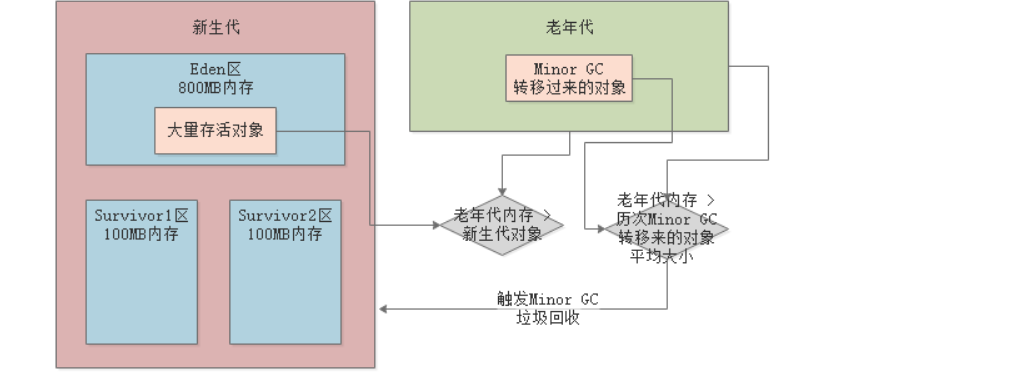 新生代
Eden区
800MB内存
大量存活对象
Survivor1区
100MB内存
Survivor2区
100MB内存
老年代
Minor GC
转移过来的对象
老年代内存 >
新生代对象
老年代内存 >
历次Minor GC
转移来的对象
平均大小
触发Minor GC
垃圾回收